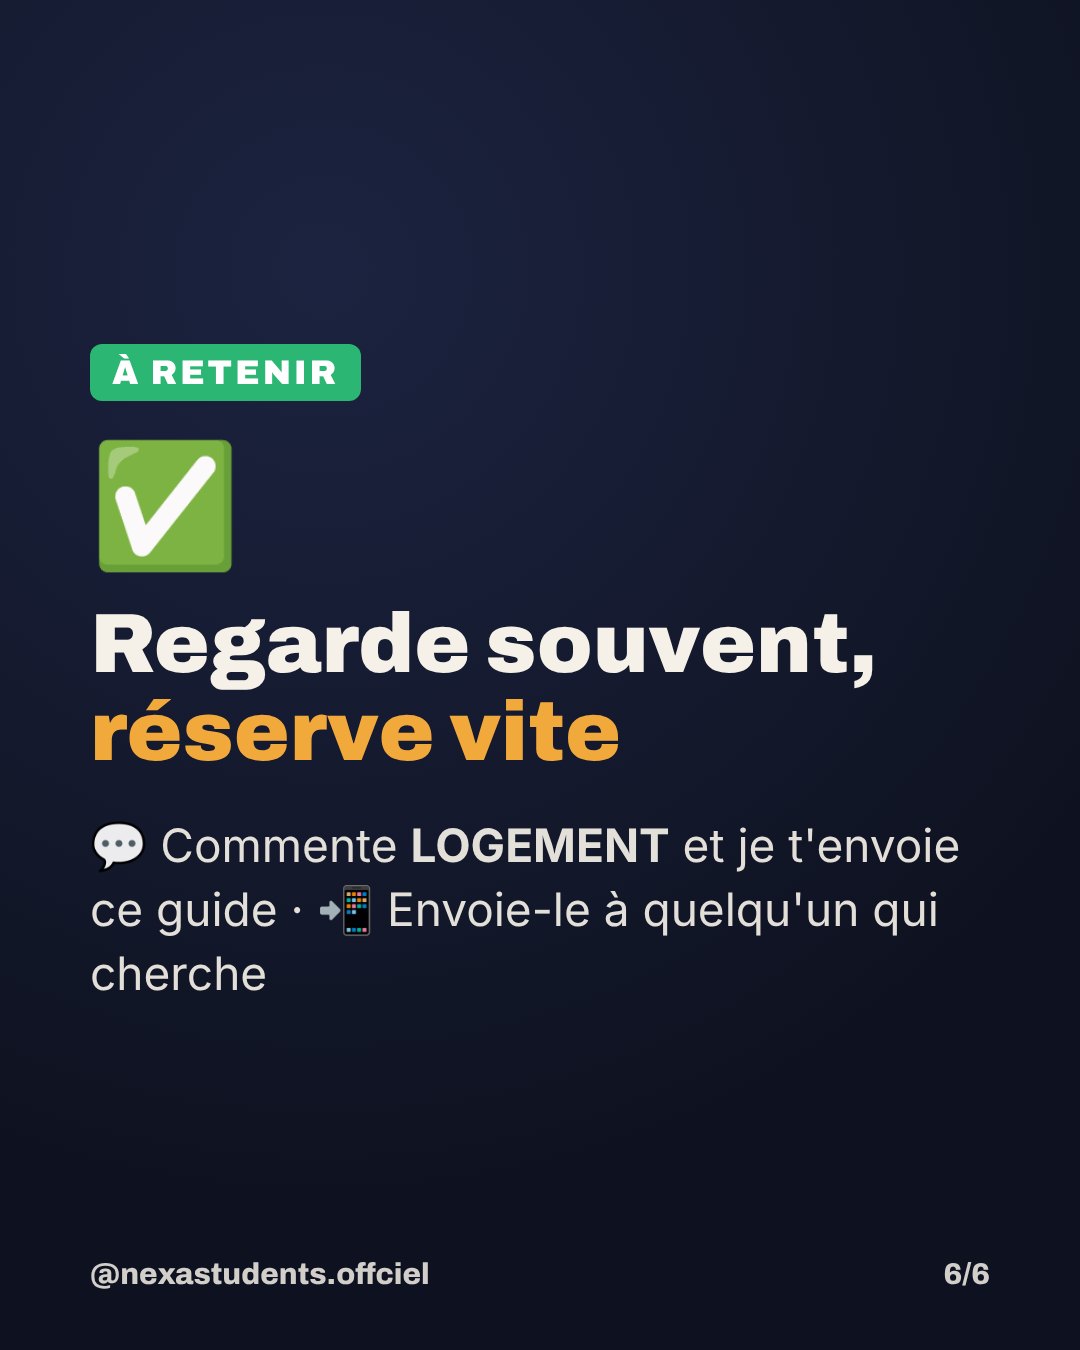 À RETENIR
Regarde souvent,
réserve vite
💬 Commente LOGEMENT et je t'envoie
ce guide · 📲 Envoie-le à quelqu'un qui
cherche
@nexastudents.offciel
6/6